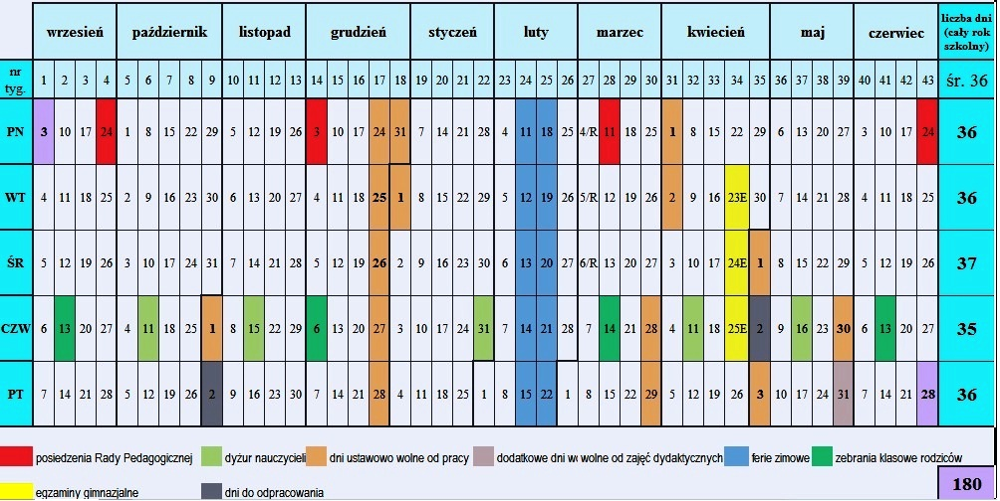 wrzesień październik listopad grudzień styczeń luty marzec kwiecień maj czerwiec liczba dni (cały rok szkolny)
nr tyg. 1 2 3 4 5 6 7 8 9 10 11 12 13 14 15 16 17 18 19 20 21 22 23 24 25 26 27 28 29 30 31 32 33 34 35 36 37 38 39 40 41 42 43 śr. 36
PN 3 10 17 24 1 8 15 22 29 5 12 19 26 3 10 17 24 31 7 14 21 28 4 11 18 25 4/R 11 18 25 1 8 15 22 29 6 13 20 27 3 10 17 24 36
WT 4 11 18 25 2 9 16 23 30 6 13 20 27 4 11 18 25 1 8 15 22 29 5 12 19 26 5/R 12 19 26 2 9 16 23E 30 7 14 21 28 4 11 18 25 36
ŚR 5 12 19 26 3 10 17 24 31 7 14 21 28 5 12 19 26 2 9 16 23 30 6 13 20 27 6/R 13 20 27 3 10 17 24E 1 8 15 22 29 5 12 19 26 37
CZW 6 13 20 27 4 11 18 25 1 8 15 22 29 6 13 20 27 3 10 17 24 31 7 14 21 28 7 14 21 28 4 11 18 25E 2 9 16 23 30 6 13 20 27 35
PT 7 14 21 28 5 12 19 26 2 9 16 23 30 7 14 21 28 4 11 18 25 1 8 15 22 1 8 15 22 29 5 12 19 26 3 10 17 24 31 7 14 21 28 36
posiedzenia Rady Pedagogicznej dyżur nauczycieli dni ustawowo wolne od pracy dodatkowe dni wolne od zajęć dydaktycznych ferie zimowe zebrania klasowe rodziców
egzaminy gimnazjalne dni do odpracowania 180